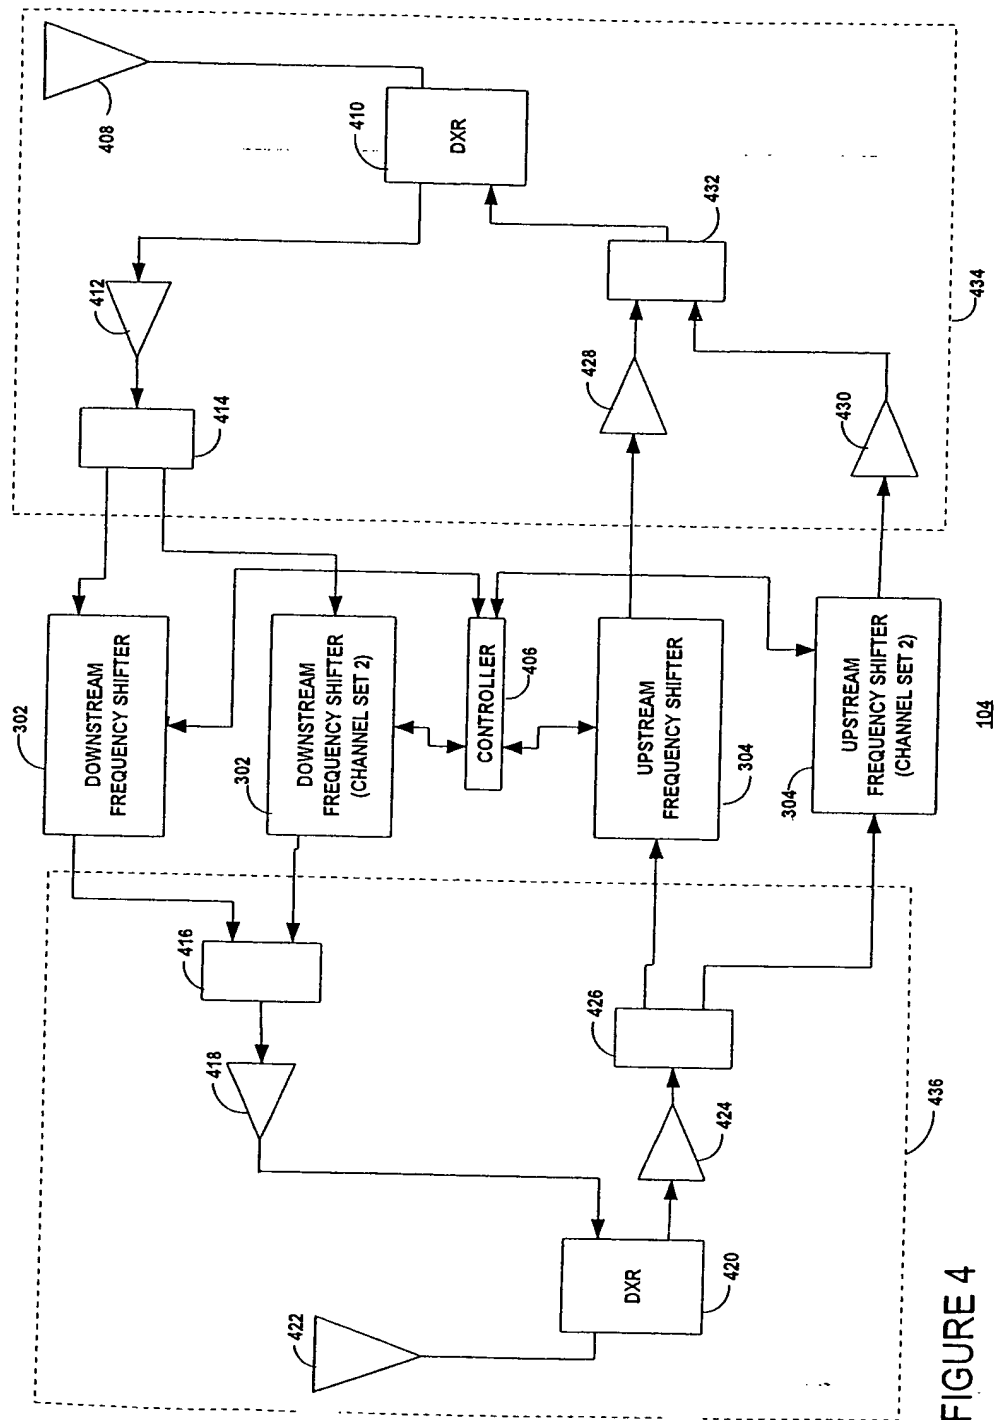 408
410
DXR
412
414
432
428
430
434
302
DOWNSTREAM
FREQUENCY SHIFTER
302
DOWNSTREAM
FREQUENCY SHIFTER
(CHANNEL SET 2)
CONTROLLER
406
UPSTREAM
FREQUENCY SHIFTER
304
UPSTREAM
FREQUENCY SHIFTER
(CHANNEL SET 2)
304
104
416
418
426
424
436
DXR
420
422
FIGURE 4